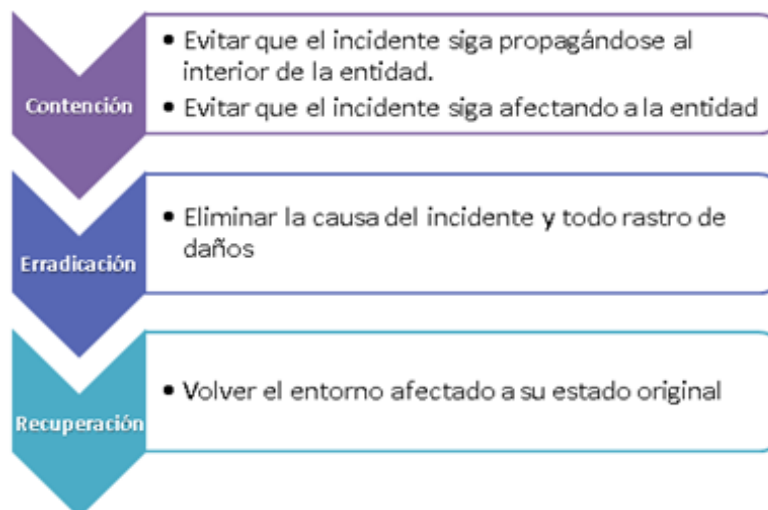 Contención
• Evitar que el incidente siga propagándose al
interior de la entidad.
• Evitar que el incidente siga afectando a la entidad
Erradicación
• Eliminar la causa del incidente y todo rastro de
daños
Recuperación
• Volver el entorno afectado a su estado original